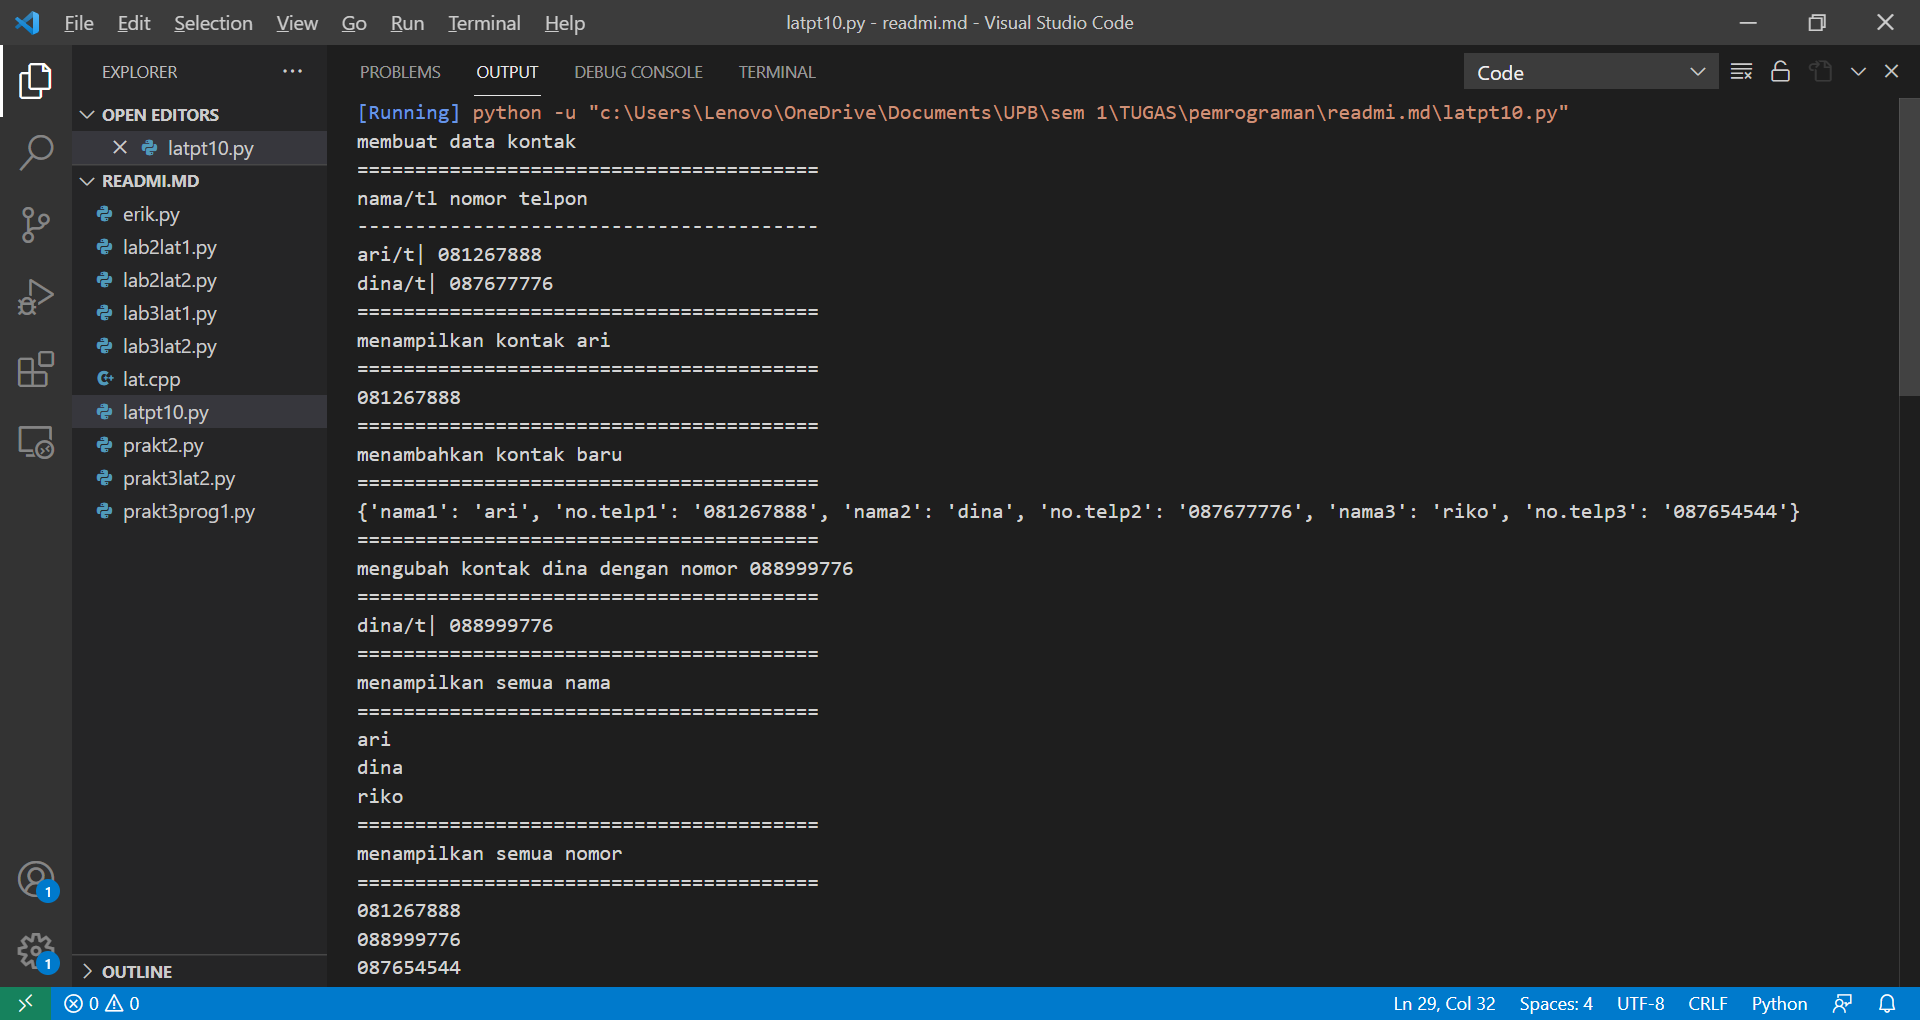 File Edit Selection View Go Run Terminal Help latpt10.py - readmi.md - Visual Studio Code
EXPLORER ···
OPEN EDITORS
latpt10.py
READMI.MD
erik.py
lab2lat1.py
lab2lat2.py
lab3lat1.py
lab3lat2.py
lat.cpp
latpt10.py
prakt2.py
prakt3lat2.py
prakt3prog1.py
OUTLINE
1
1
PROBLEMS OUTPUT DEBUG CONSOLE TERMINAL Code
[Running] python -u "c:\Users\Lenovo\OneDrive\Documents\UPB\sem 1\TUGAS\pemrograman\readmi.md\latpt10.py"
membuat data kontak
========================================
nama/tl nomor telpon
----------------------------------------
ari/t| 081267888
dina/t| 087677776
========================================
menampilkan kontak ari
========================================
081267888
========================================
menambahkan kontak baru
========================================
{'nama1': 'ari', 'no.telp1': '081267888', 'nama2': 'dina', 'no.telp2': '087677776', 'nama3': 'riko', 'no.telp3': '087654544'}
========================================
mengubah kontak dina dengan nomor 088999776
========================================
dina/t| 088999776
========================================
menampilkan semua nama
========================================
ari
dina
riko
========================================
menampilkan semua nomor
========================================
081267888
088999776
087654544
0 0 Ln 29, Col 32 Spaces: 4 UTF-8 CRLF Python